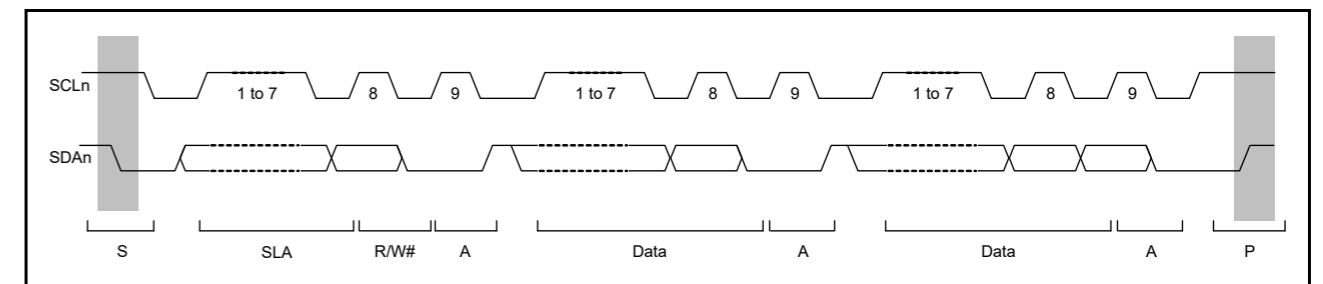 SCLn
1 to 7 8 9 1 to 7 8 9 1 to 7 8 9
SDAn
S SLA R/W# A Data A Data A P